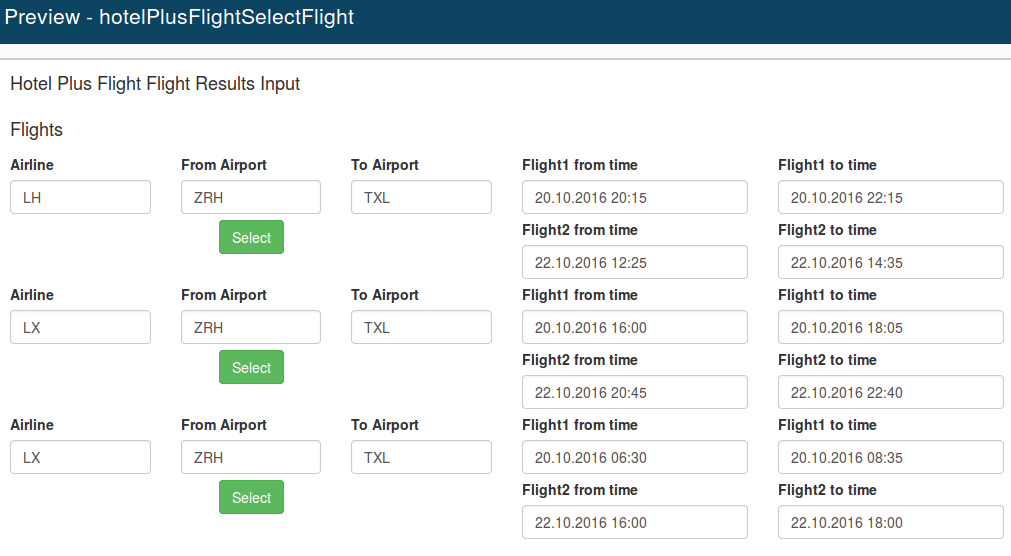 Preview - hotelPlusFlightSelectFlight
Hotel Plus Flight Flight Results Input
Flights
Airline From Airport To Airport Flight1 from time Flight1 to time
LH ZRH TXL 20.10.2016 20:15 20.10.2016 22:15
Flight2 from time Flight2 to time
Select
22.10.2016 12:25 22.10.2016 14:35
Airline From Airport To Airport Flight1 from time Flight1 to time
LX ZRH TXL 20.10.2016 16:00 20.10.2016 18:05
Flight2 from time Flight2 to time
Select
22.10.2016 20:45 22.10.2016 22:40
Airline From Airport To Airport Flight1 from time Flight1 to time
LX ZRH TXL 20.10.2016 06:30 20.10.2016 08:35
Flight2 from time Flight2 to time
Select
22.10.2016 16:00 22.10.2016 18:00